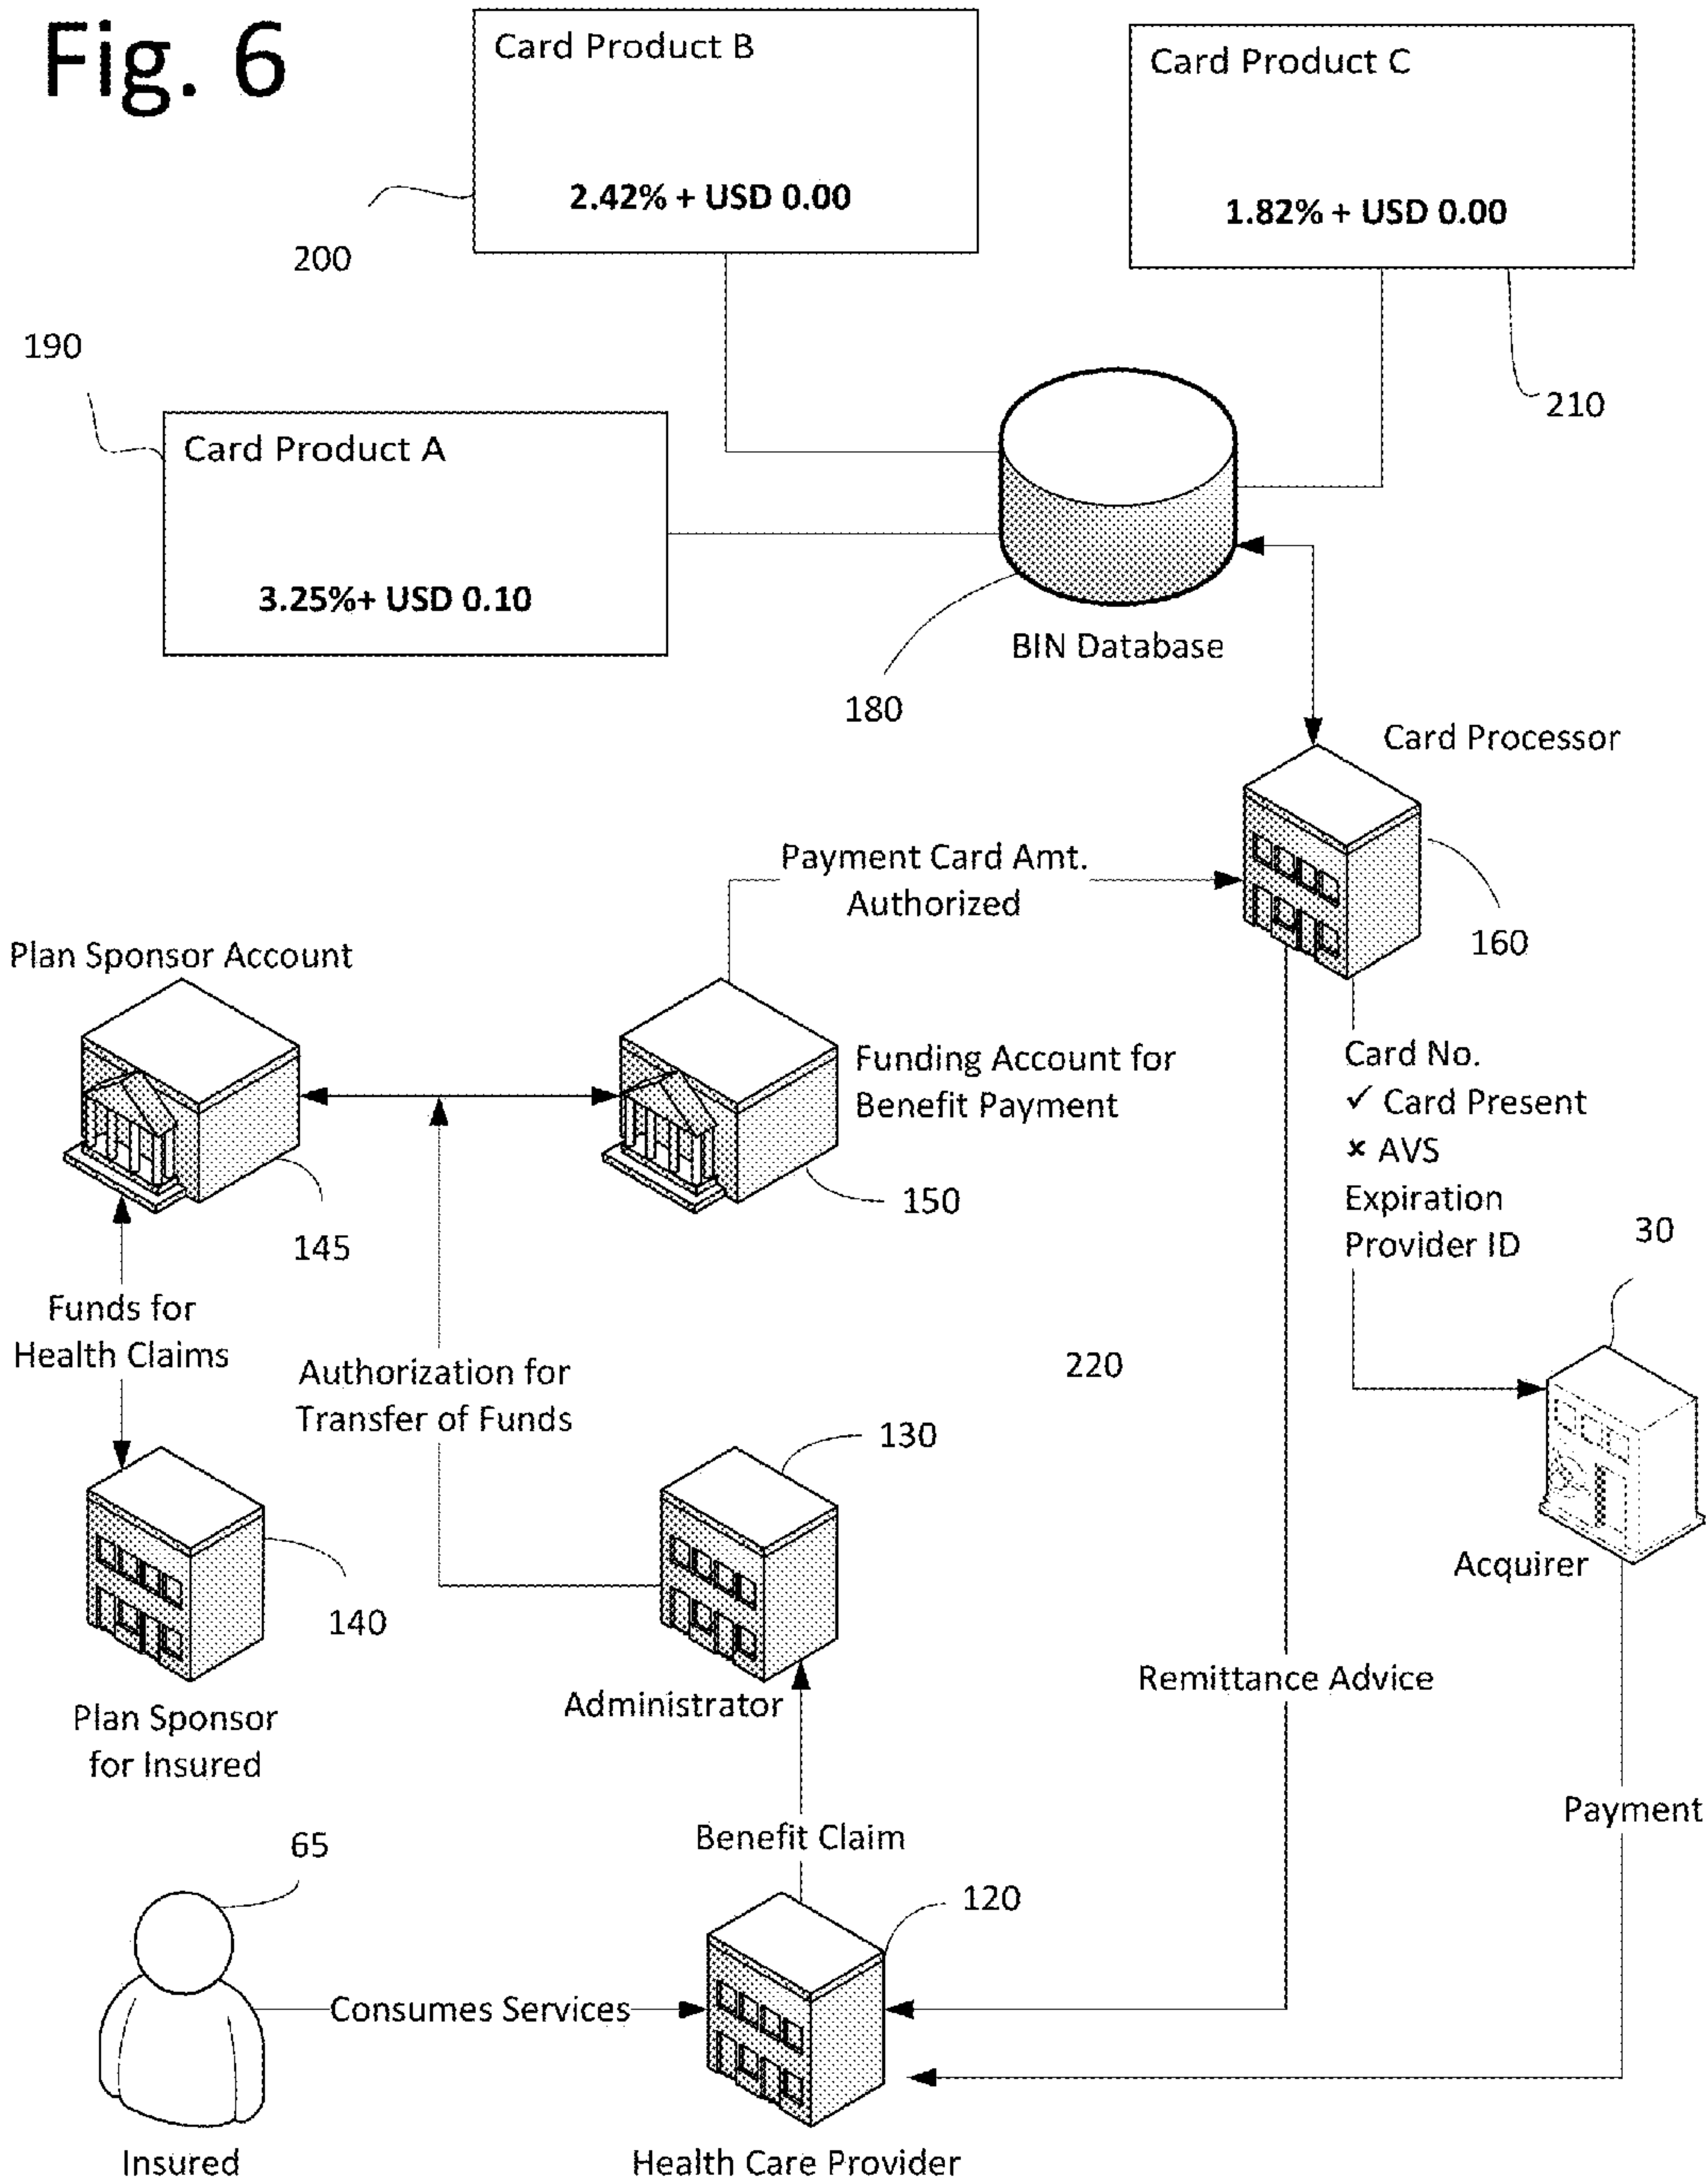 Fig. 6
Card Product B
2.42% + USD 0.00
200
Card Product C
1.82% + USD 0.00
210
190
Card Product A
3.25%+ USD 0.10
BIN Database
180
Card Processor
160
Payment Card Amt.
Authorized
Plan Sponsor Account
145
Funding Account for
Benefit Payment
150
Card No.
✓ Card Present
✘ AVS
Expiration
Provider ID
30
Funds for
Health Claims
Authorization for
Transfer of Funds
220
130
Acquirer
140
Plan Sponsor
for Insured
Administrator
Remittance Advice
Payment
Benefit Claim
65
120
Consumes Services
Insured
Health Care Provider